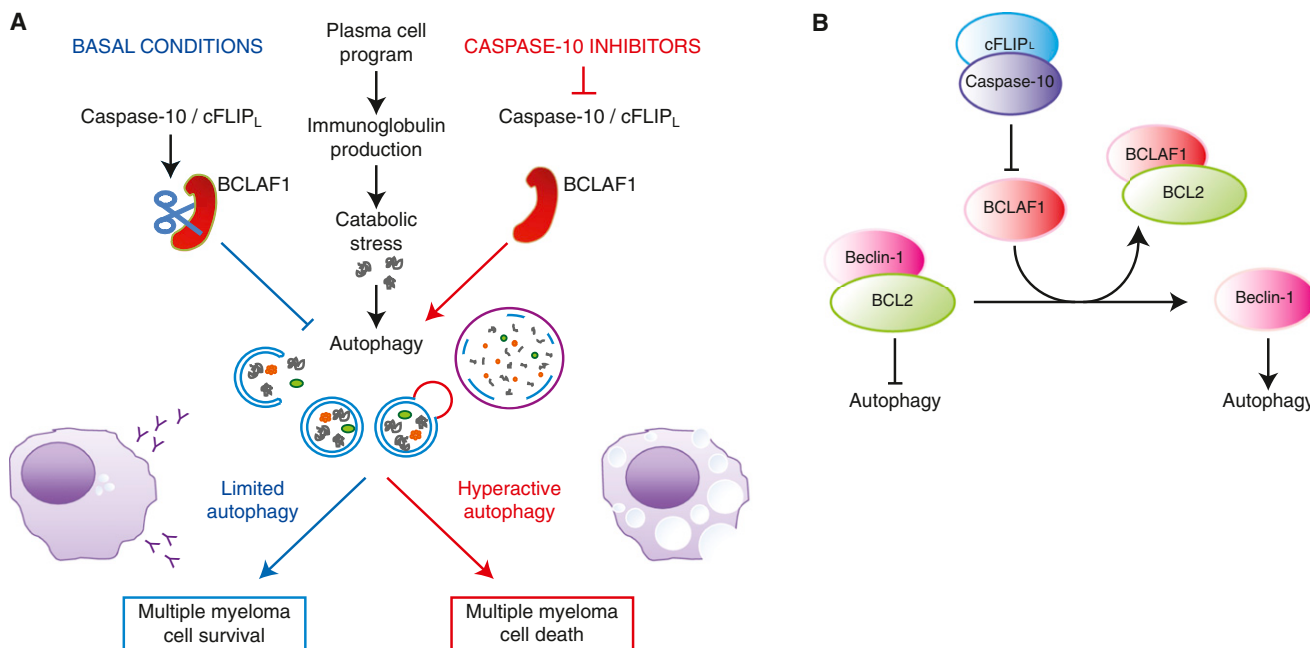 A
BASAL CONDITIONS
Plasma cell
program
CASPASE-10 INHIBITORS
Caspase-10 / cFLIPL
Immunoglobulin
production
Caspase-10 / cFLIPL
BCLAF1
BCLAF1
Catabolic
stress
Autophagy
Limited
autophagy
Hyperactive
autophagy
Multiple myeloma
cell survival
Multiple myeloma
cell death
B
cFLIPL
Caspase-10
BCLAF1
BCL2
BCLAF1
Beclin-1
BCL2
Beclin-1
Autophagy
Autophagy